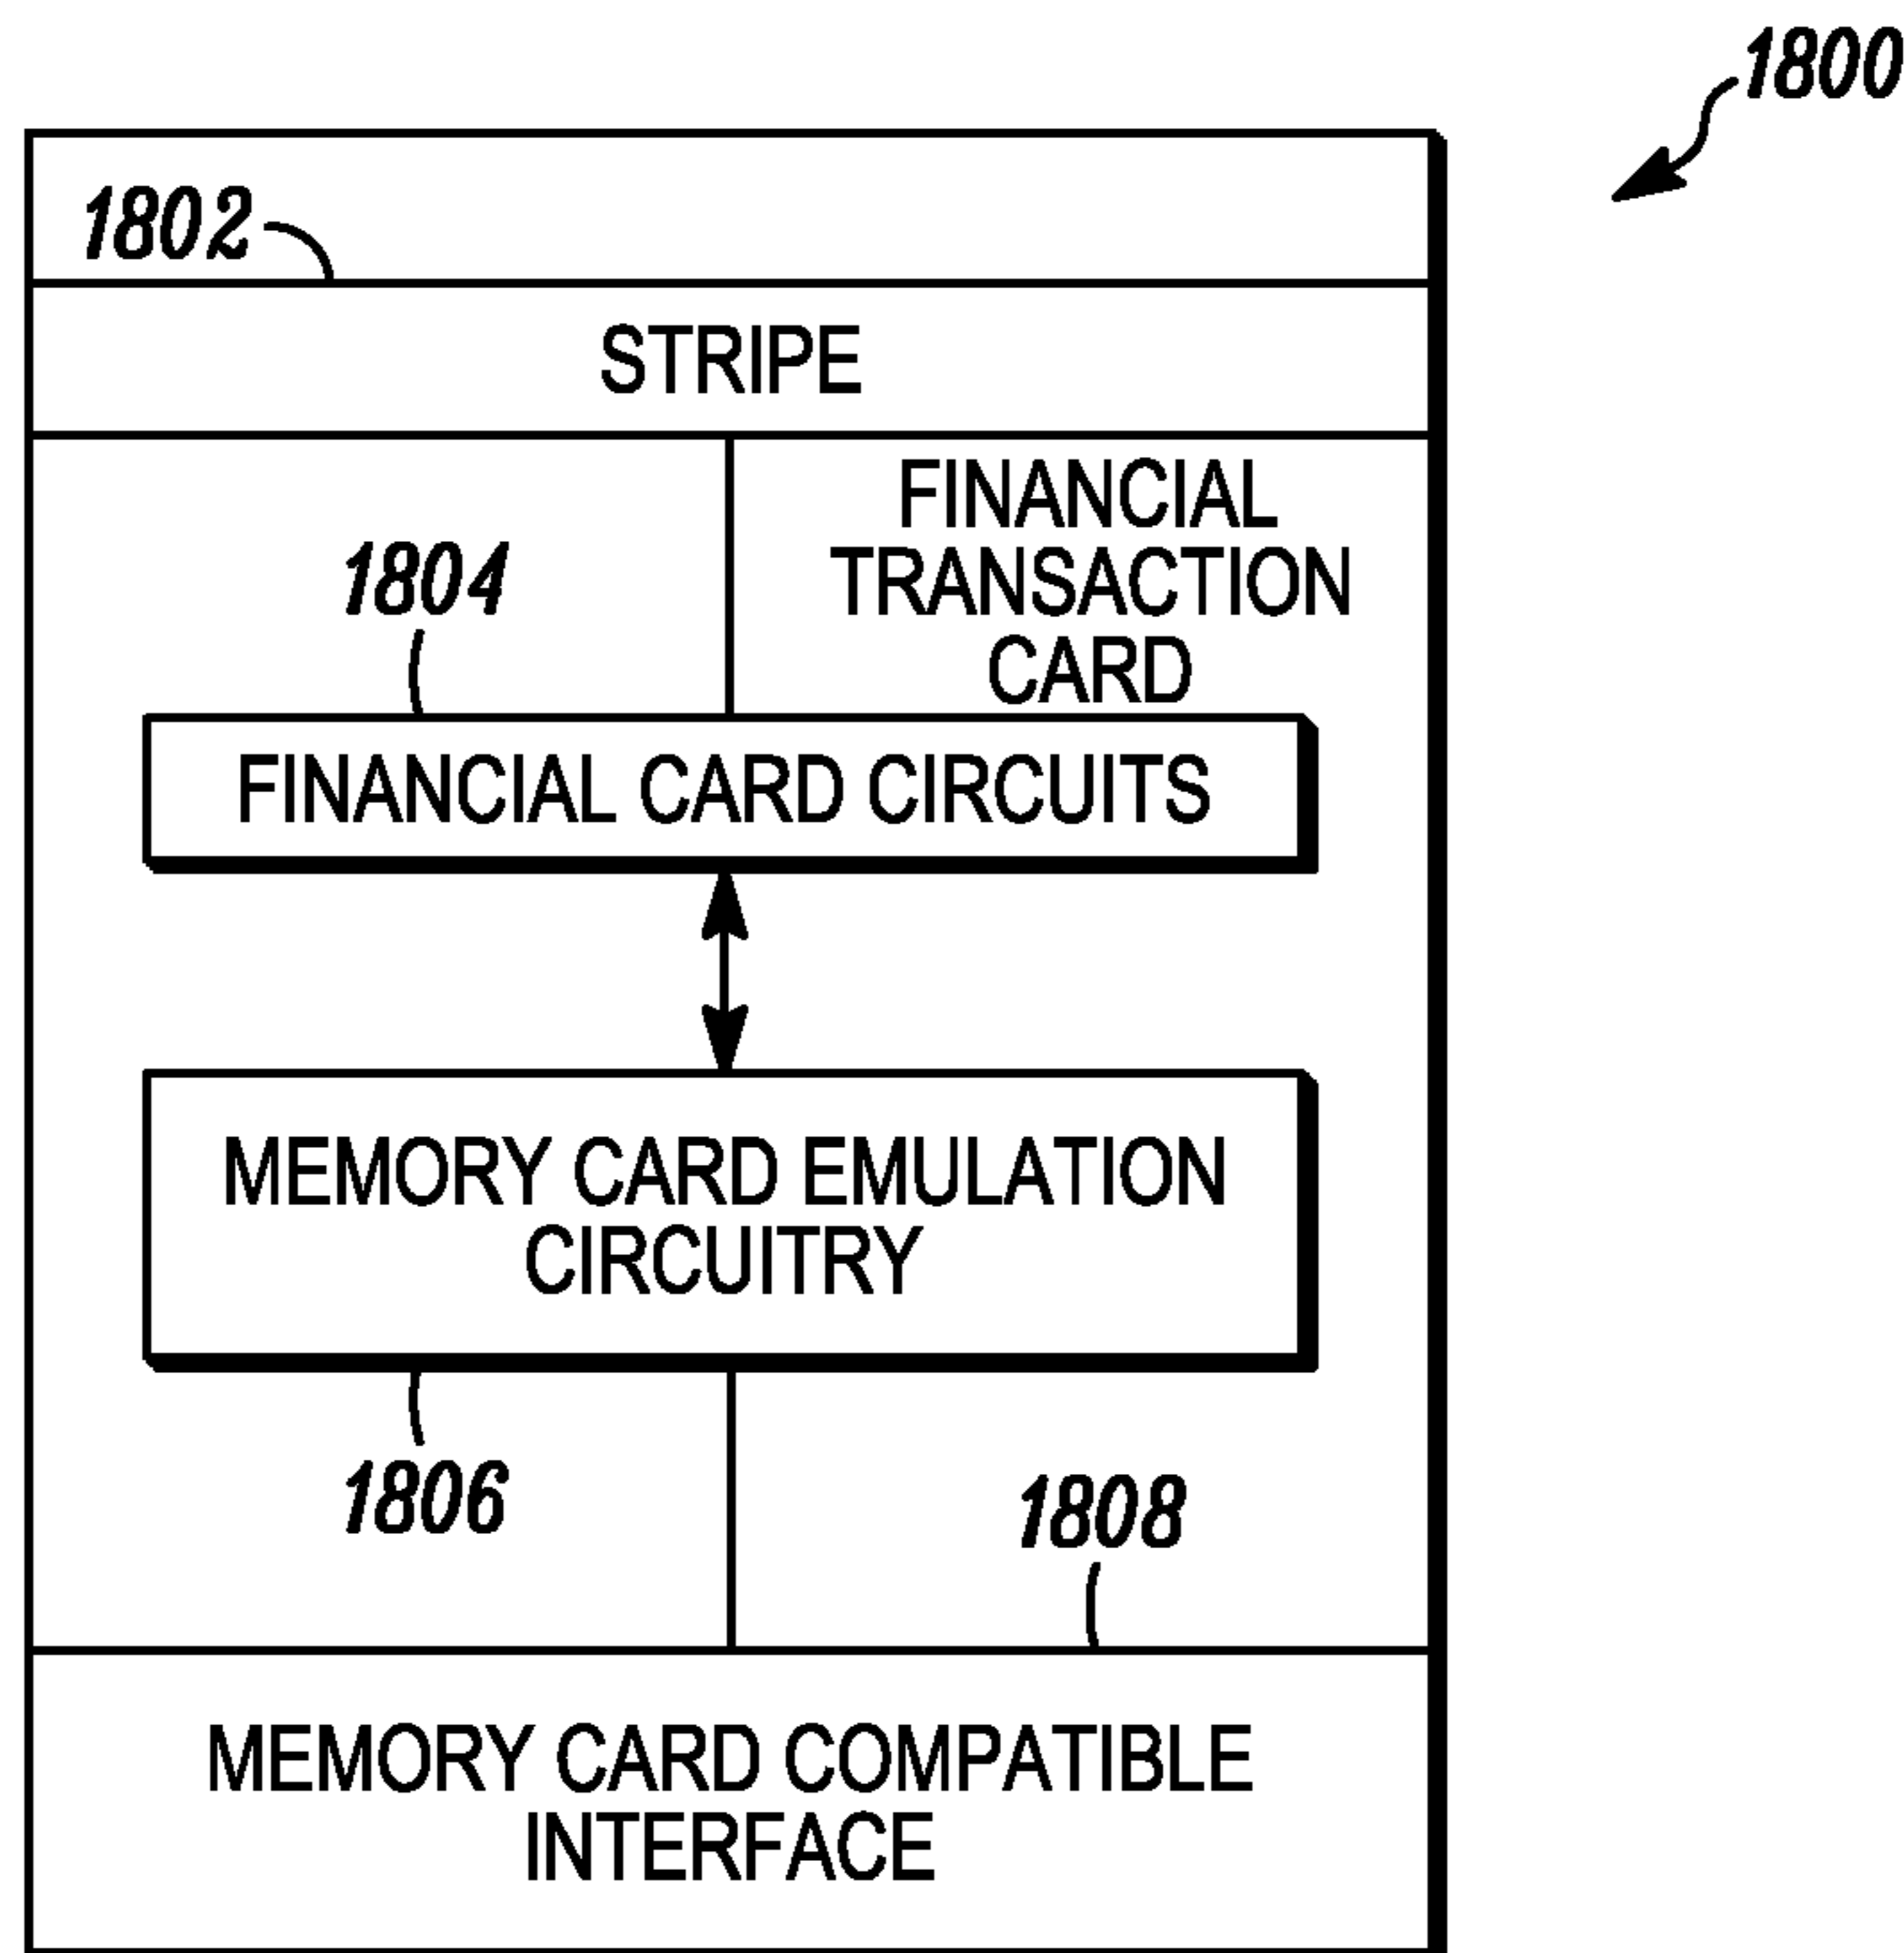 1800
1802
STRIPE
FINANCIAL
TRANSACTION
CARD
1804
FINANCIAL CARD CIRCUITS
MEMORY CARD EMULATION
CIRCUITRY
1806
1808
MEMORY CARD COMPATIBLE
INTERFACE